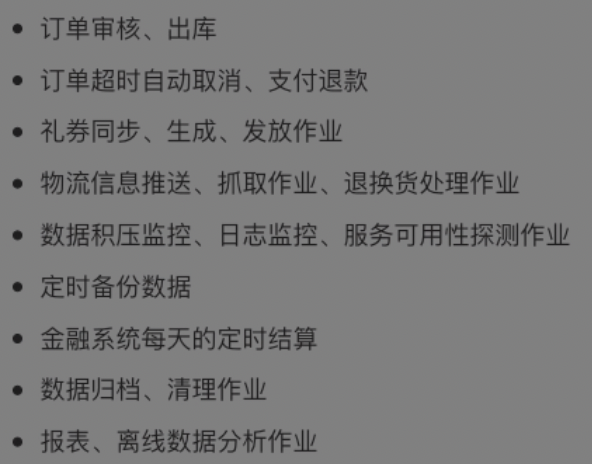 • 订单审核、出库
• 订单超时自动取消、支付退款
• 礼券同步、生成、发放作业
• 物流信息推送、抓取作业、退换货处理作业
• 数据积压监控、日志监控、服务可用性探测作业
• 定时备份数据
• 金融系统每天的定时结算
• 数据归档、清理作业
• 报表、离线数据分析作业